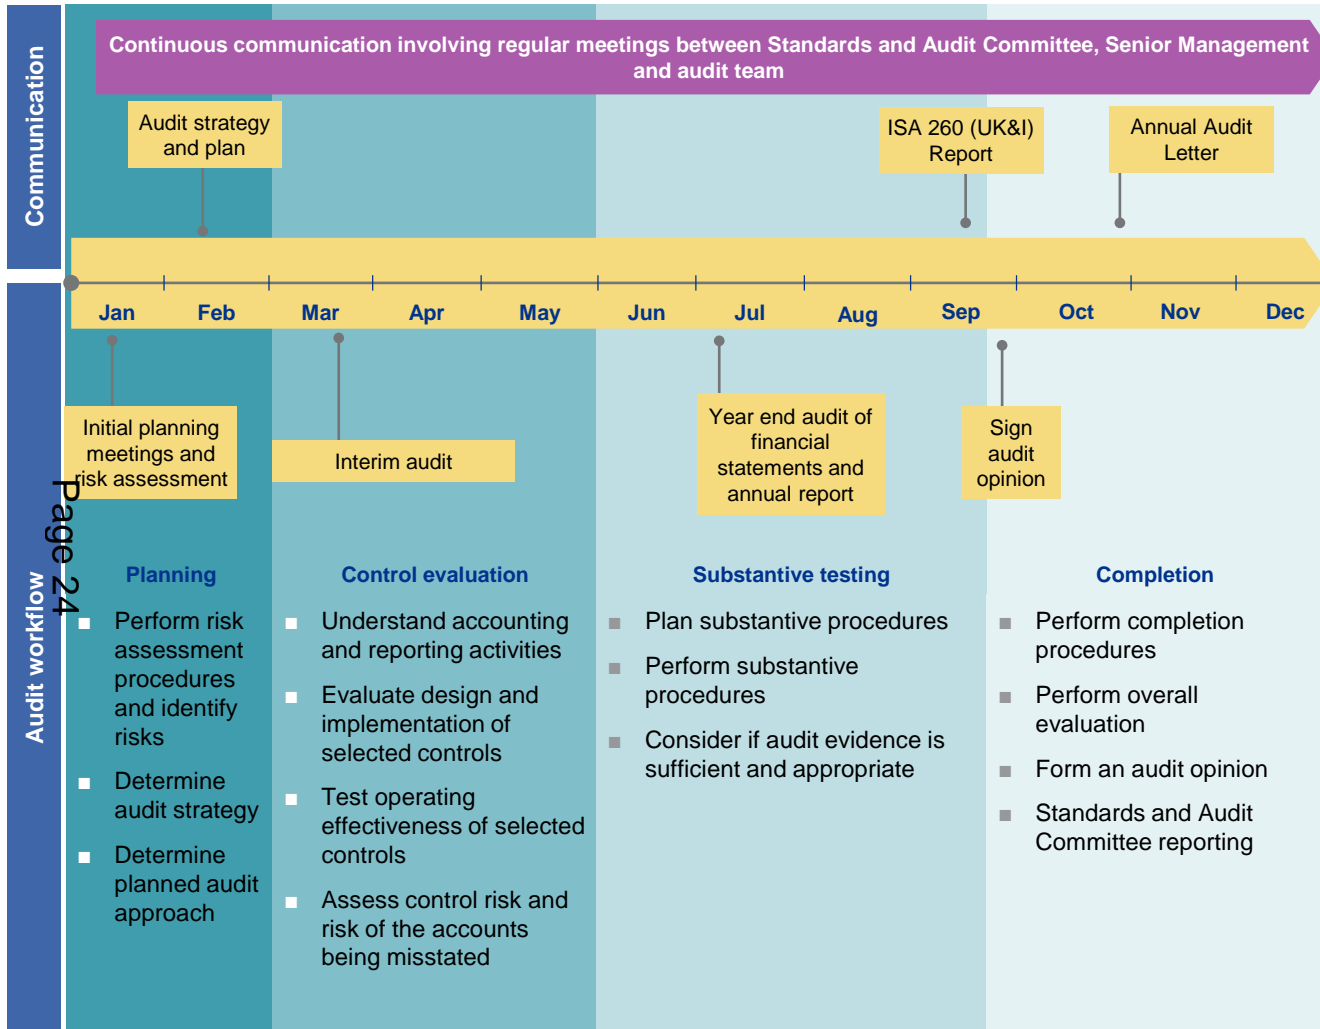 Communication
Continuous communication involving regular meetings between Standards and Audit Committee, Senior Management
and audit team
Audit strategy
and plan
ISA 260 (UK&I)
Report
Annual Audit
Letter
Jan
Feb
Mar
Apr
May
Jun
Jul
Aug
Sep
Oct
Nov
Dec
Audit workflow
Initial planning
meetings and
risk assessment
Interim audit
Year end audit of
financial
statements and
annual report
Sign
audit
opinion
Page 24
Planning
Perform risk
assessment
procedures
and identify
risks
Determine
audit strategy
Determine
planned audit
approach
Control evaluation
Understand accounting
and reporting activities
Evaluate design and
implementation of
selected controls
Test operating
effectiveness of selected
controls
Assess control risk and
risk of the accounts
being misstated
Substantive testing
Plan substantive procedures
Perform substantive
procedures
Consider if audit evidence is
sufficient and appropriate
Completion
Perform completion
procedures
Perform overall
evaluation
Form an audit opinion
Standards and Audit
Committee reporting